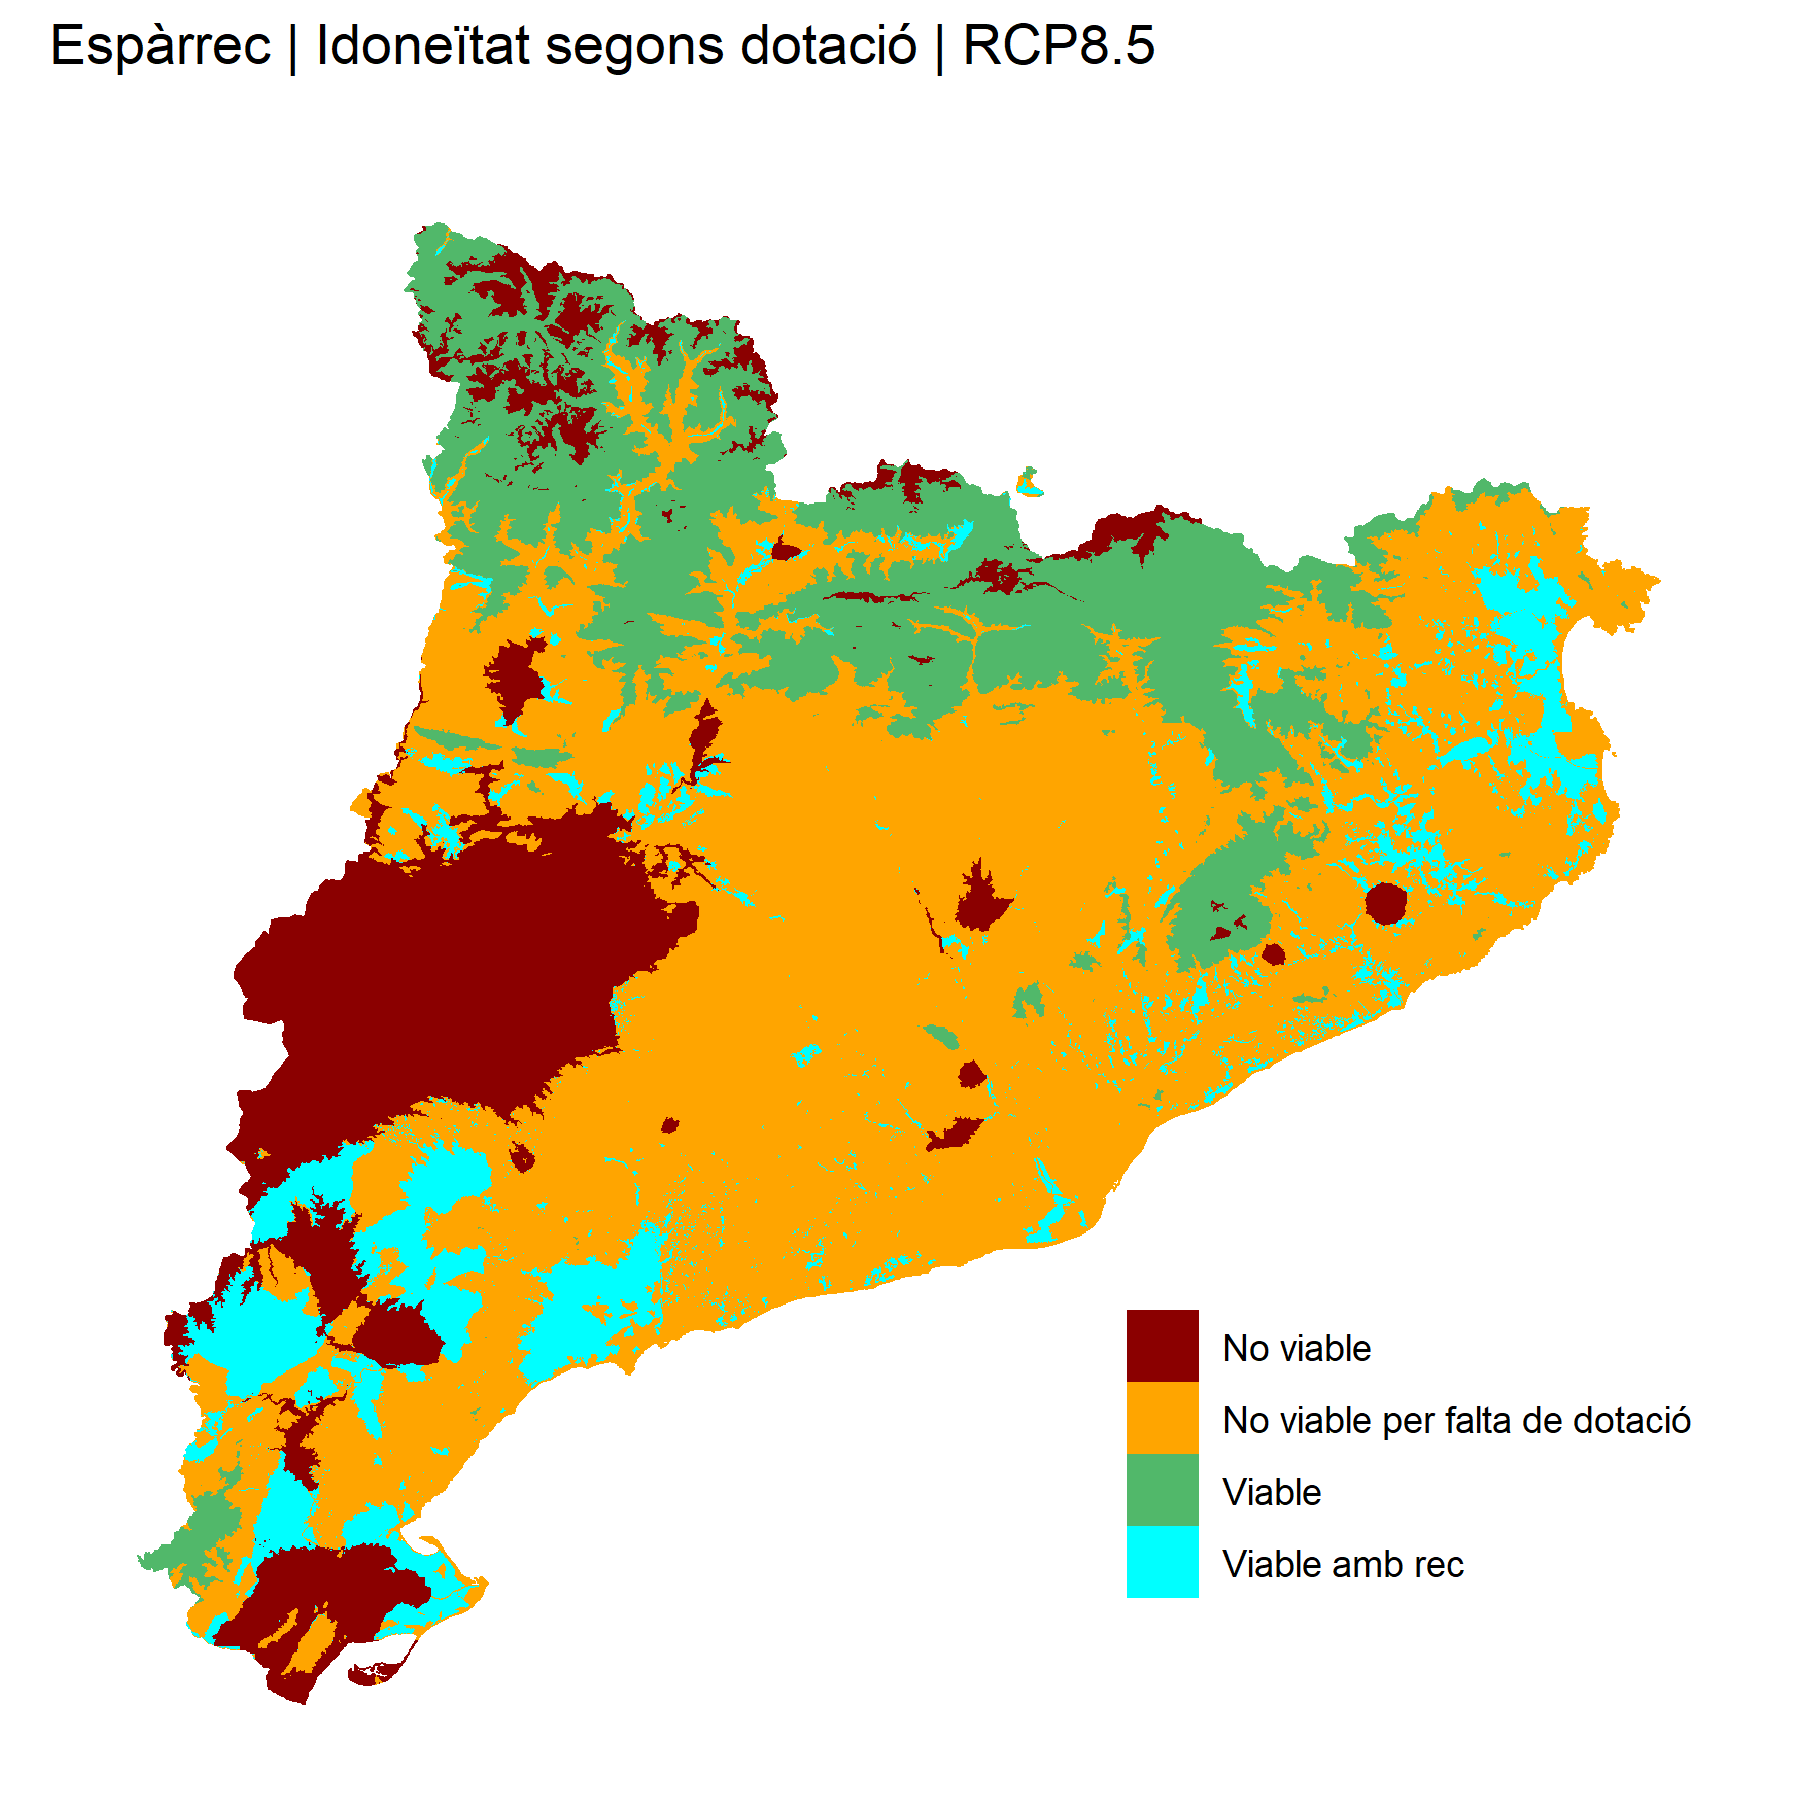 Espàrrec | Idoneïtat segons dotació | RCP8.5
No viable
No viable per falta de dotació
Viable
Viable amb rec